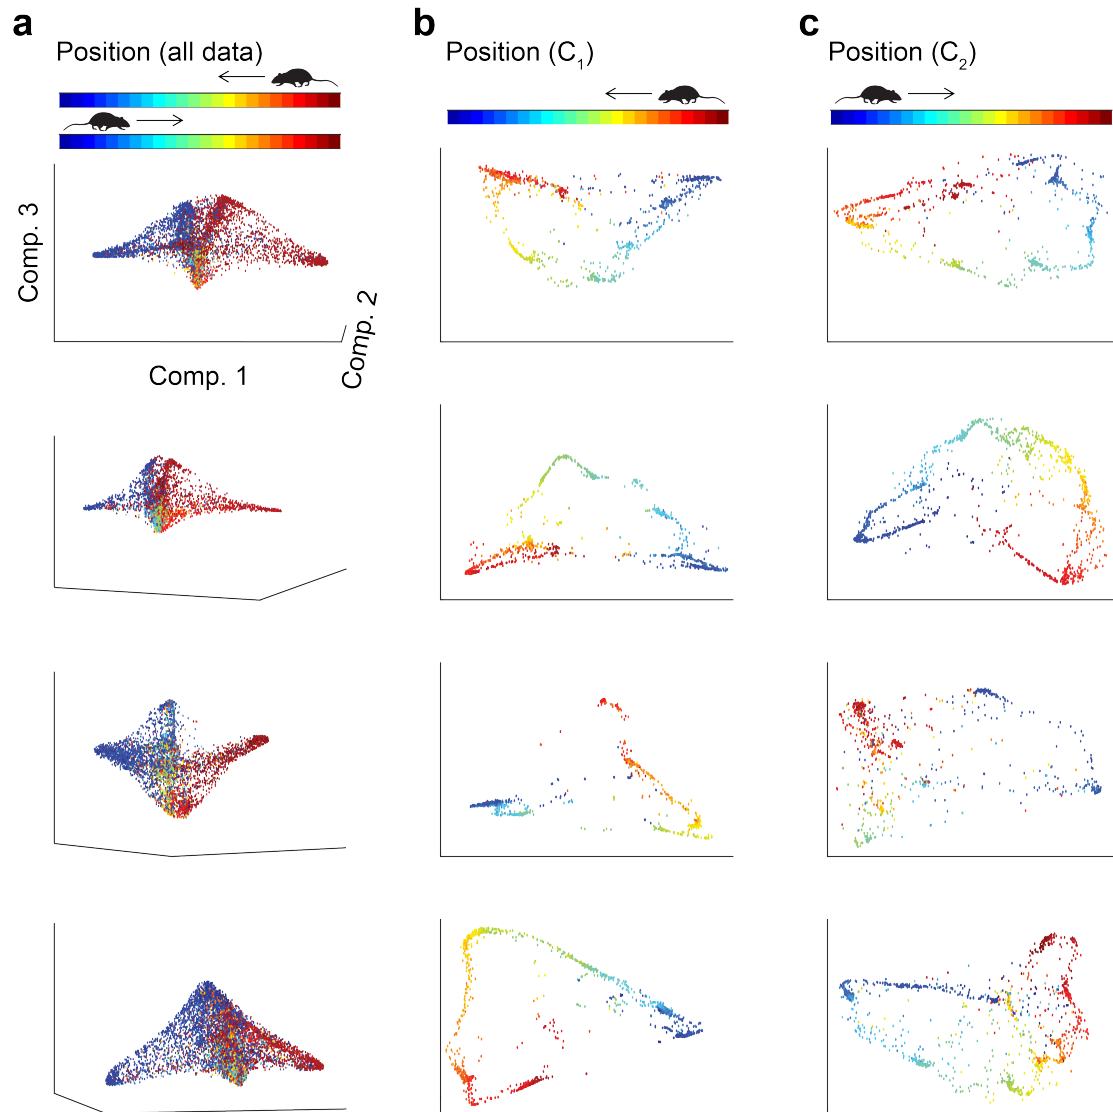 a
Position (all data)
b
Position (C1)
c
Position (C2)
Comp. 3
Comp. 2
Comp. 1